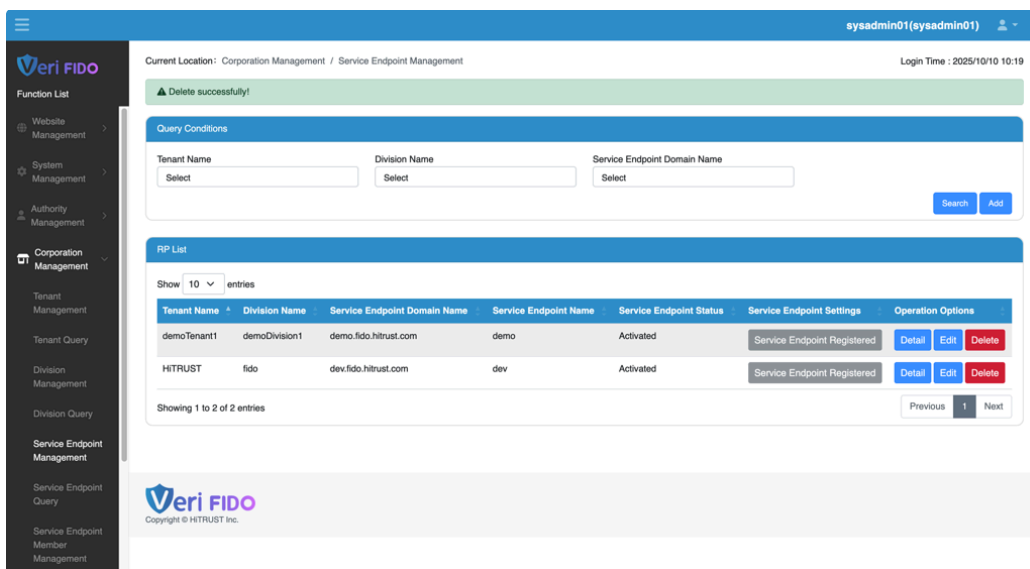 sysadmin01(sysadmin01)
Veri FIDO
Function List
Website
Management
System
Management
Authority
Management
Corporation
Management
Tenant
Management
Tenant Query
Division
Management
Division Query
Service Endpoint
Management
Service Endpoint
Query
Service Endpoint
Member
Management
Current Location: Corporation Management / Service Endpoint Management
Login Time : 2025/10/10 10:19
Delete successfully!
Query Conditions
Tenant Name Division Name Service Endpoint Domain Name
Select Select Select
Search Add
RP List
Show 10 entries
Tenant Name Division Name Service Endpoint Domain Name Service Endpoint Name Service Endpoint Status Service Endpoint Settings Operation Options
demoTenant1 demoDivision1 demo.fido.hitrust.com demo Activated Service Endpoint Registered Detail Edit Delete
HiTRUST fido dev.fido.hitrust.com dev Activated Service Endpoint Registered Detail Edit Delete
Showing 1 to 2 of 2 entries
Previous 1 Next
Veri FIDO
Copyright © HiTRUST Inc.